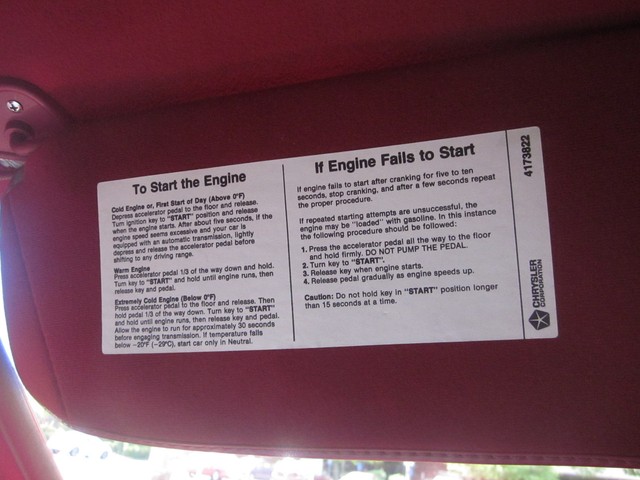 To Start the Engine
Cold Engine or, First Start of Day (Above 0°F)
Depress accelerator pedal to the floor and release.
Turn ignition key to "START" position and release
when the engine starts. After about five seconds, if the
engine speed seems excessive and your car is
equipped with an automatic transmission, lightly
depress and release the accelerator pedal before
shifting to any driving range.
Warm Engine
Press accelerator pedal 1/3 of the way down and hold.
Turn key to "START" and hold until engine runs, then
release key and pedal.
Extremely Cold Engine (Below 0°F)
Press accelerator pedal to the floor and release. Then
hold pedal 1/3 of the way down. Turn key to "START"
and hold until engine runs, then release key and pedal.
Allow the engine to run for approximately 30 seconds
before engaging transmission. If temperature falls
below −20°F (−29°C), start car only in Neutral.
If Engine Fails to Start
If engine fails to start after cranking for five to ten
seconds, stop cranking, and after a few seconds repeat
the proper procedure.
If repeated starting attempts are unsuccessful, the
engine may be "loaded" with gasoline. In this instance
the following procedure should be followed:
1. Press the accelerator pedal all the way to the floor
and hold firmly. DO NOT PUMP THE PEDAL.
2. Turn key to "START".
3. Release key when engine starts.
4. Release pedal gradually as engine speeds up.
Caution: Do not hold key in "START" position longer
than 15 seconds at a time.
4173822
CHRYSLER
CORPORATION